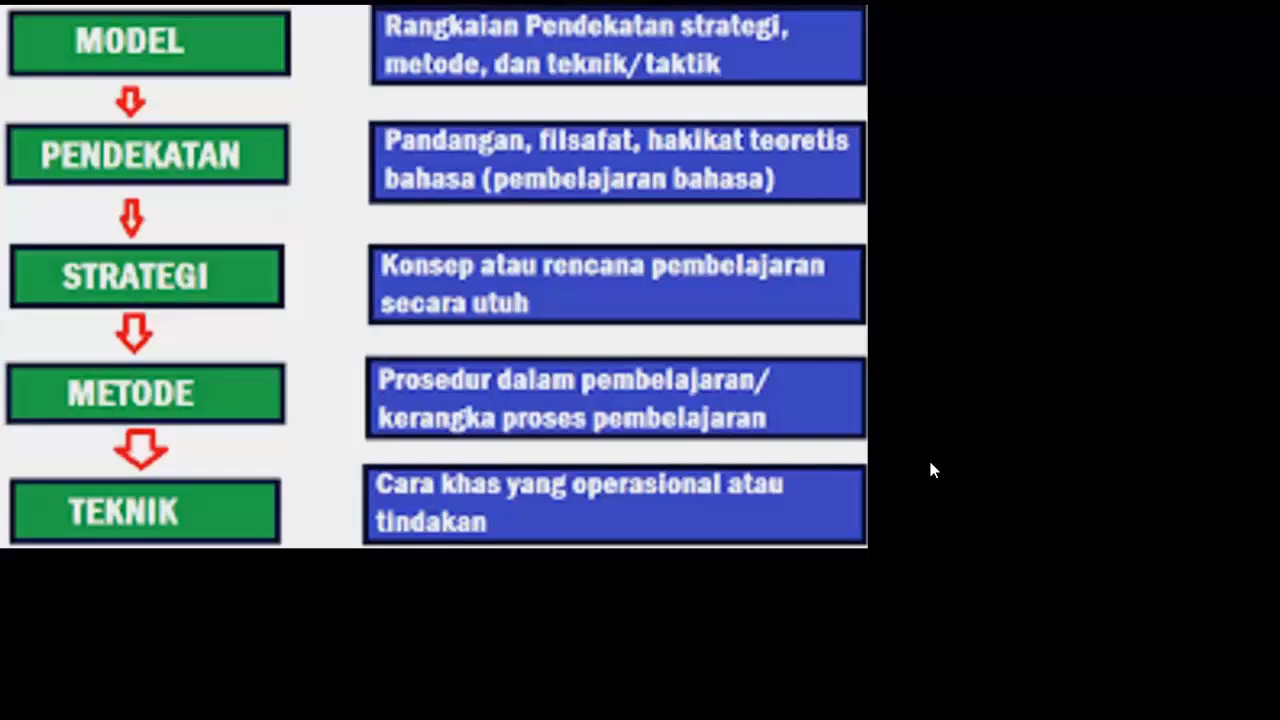 MODEL
Rangkaian Pendekatan strategi,
metode, dan teknik/taktik
PENDEKATAN
Pandangan, filsafat, hakikat teoretis
bahasa (pembelajaran bahasa)
STRATEGI
Konsep atau rencana pembelajaran
secara utuh
METODE
Prosedur dalam pembelajaran/
kerangka proses pembelajaran
TEKNIK
Cara khas yang operasional atau
tindakan